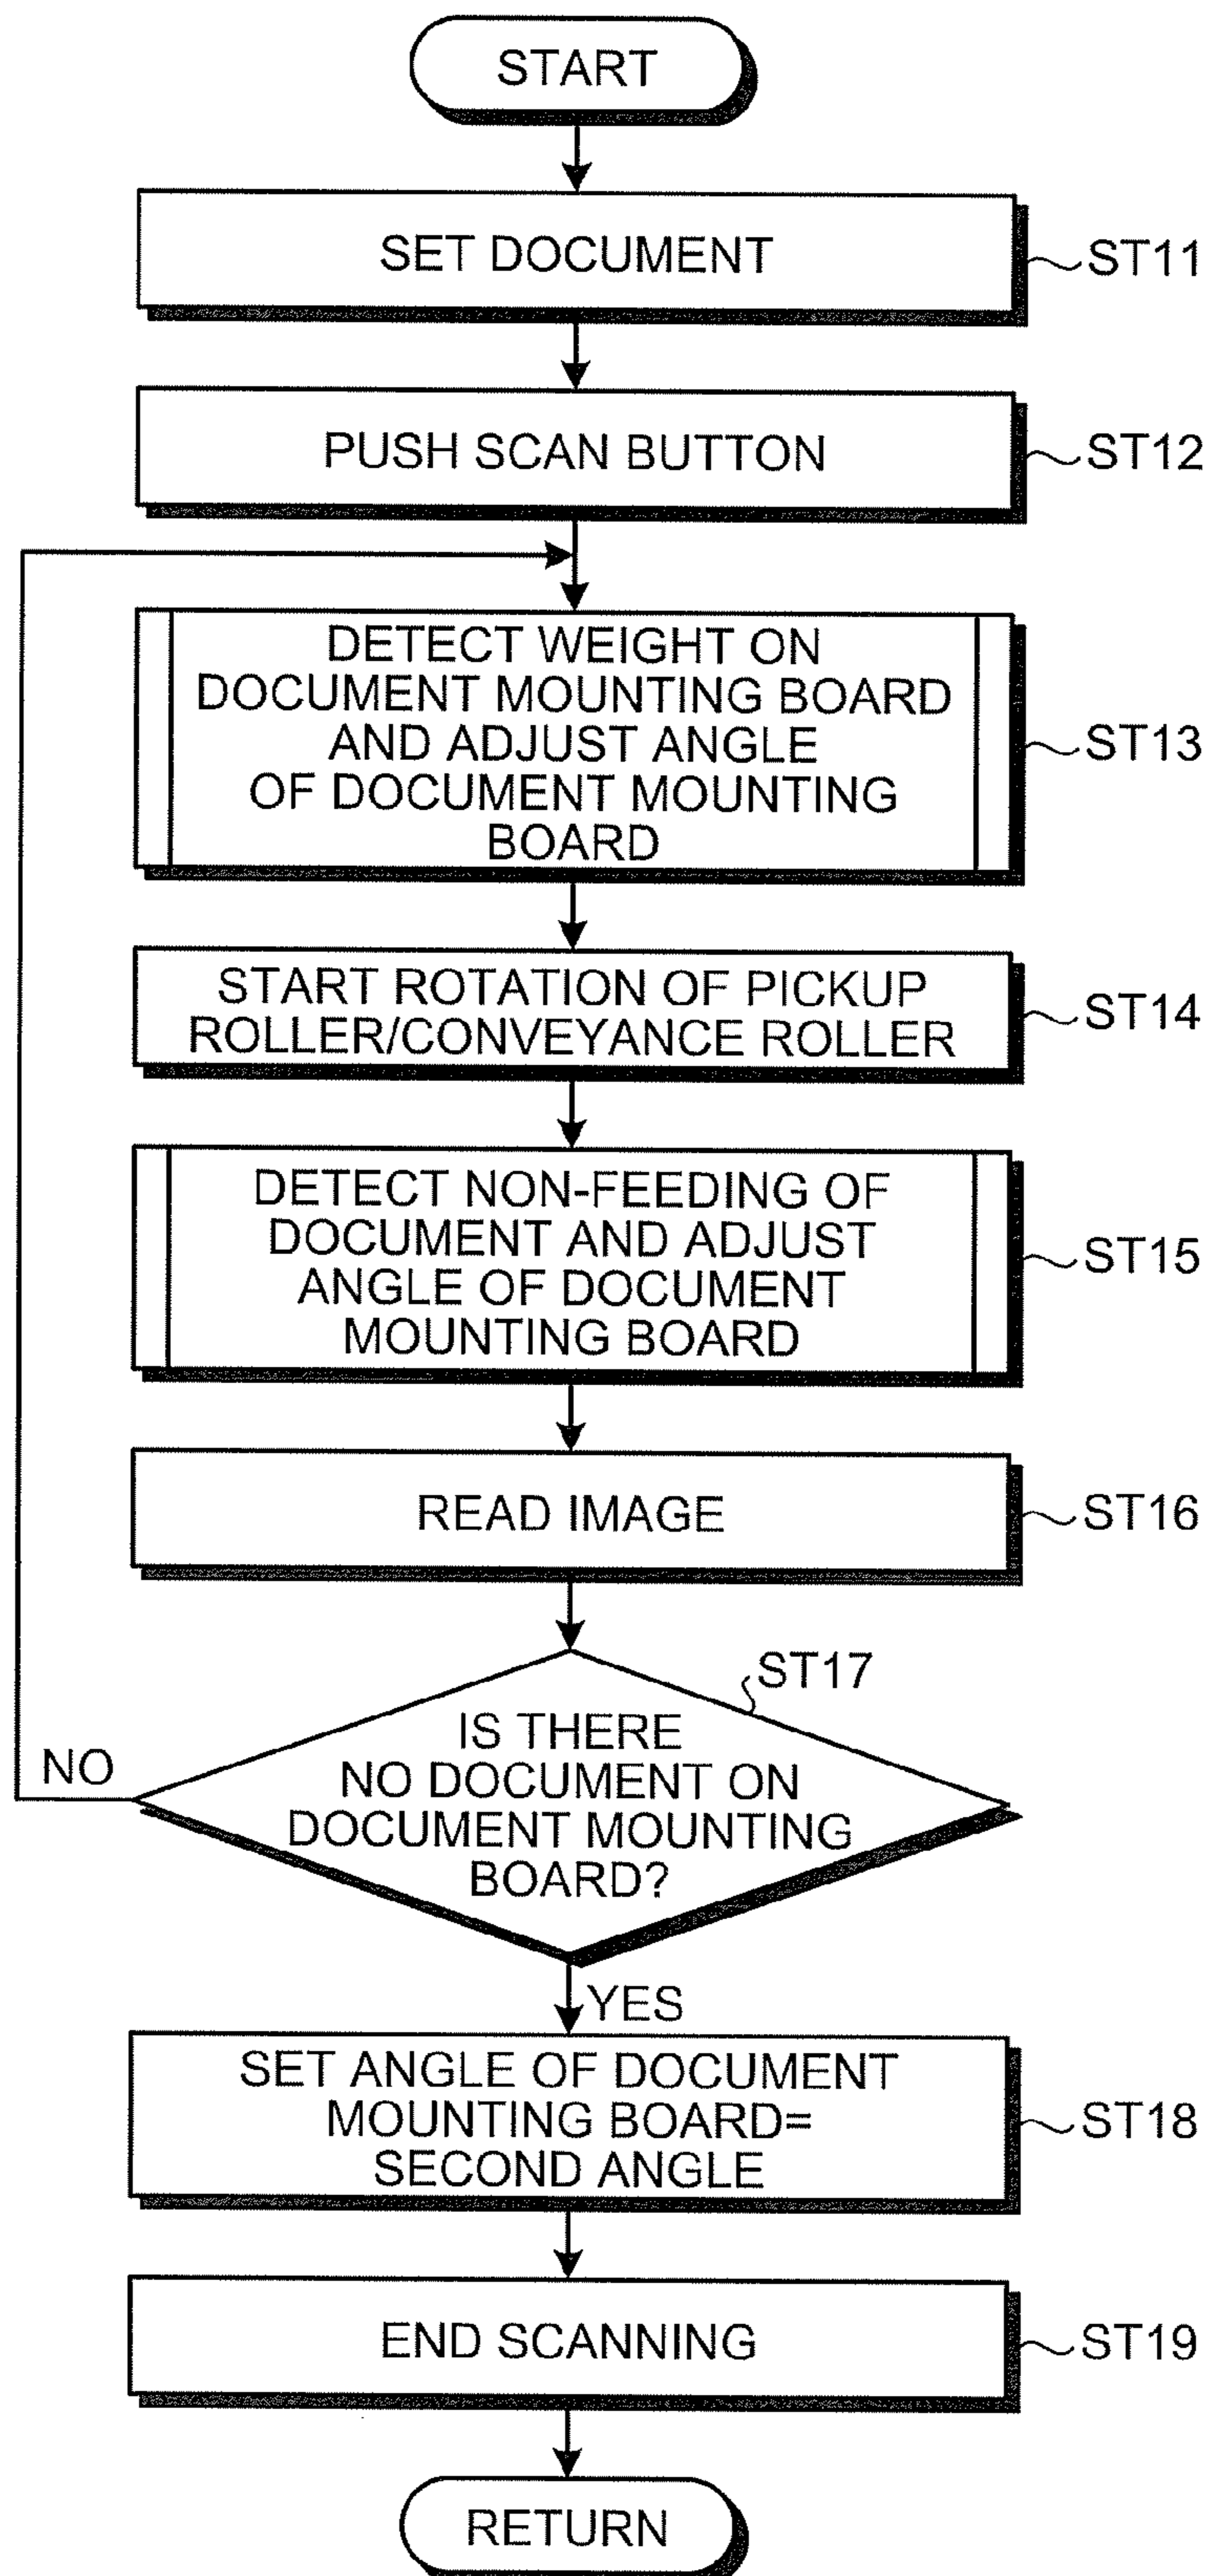 START
SET DOCUMENT
ST11
PUSH SCAN BUTTON
ST12
DETECT WEIGHT ON
DOCUMENT MOUNTING BOARD
AND ADJUST ANGLE
OF DOCUMENT MOUNTING
BOARD
ST13
START ROTATION OF PICKUP
ROLLER/CONVEYANCE ROLLER
ST14
DETECT NON-FEEDING OF
DOCUMENT AND ADJUST
ANGLE OF DOCUMENT
MOUNTING BOARD
ST15
READ IMAGE
ST16
ST17
IS THERE
NO DOCUMENT ON
DOCUMENT MOUNTING
BOARD?
NO
YES
SET ANGLE OF DOCUMENT
MOUNTING BOARD=
SECOND ANGLE
ST18
END SCANNING
ST19
RETURN